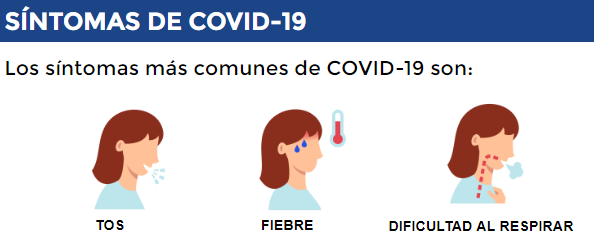 SÍNTOMAS DE COVID-19
Los síntomas más comunes de COVID-19 son:
TOS
FIEBRE
DIFICULTAD AL RESPIRAR